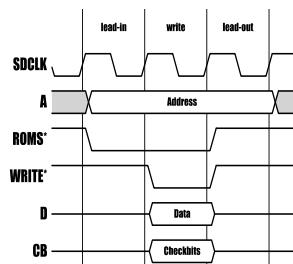 lead-in write lead-out
SDCLK
A Address
ROMS*
WRITE*
D Data
CB Checkbits